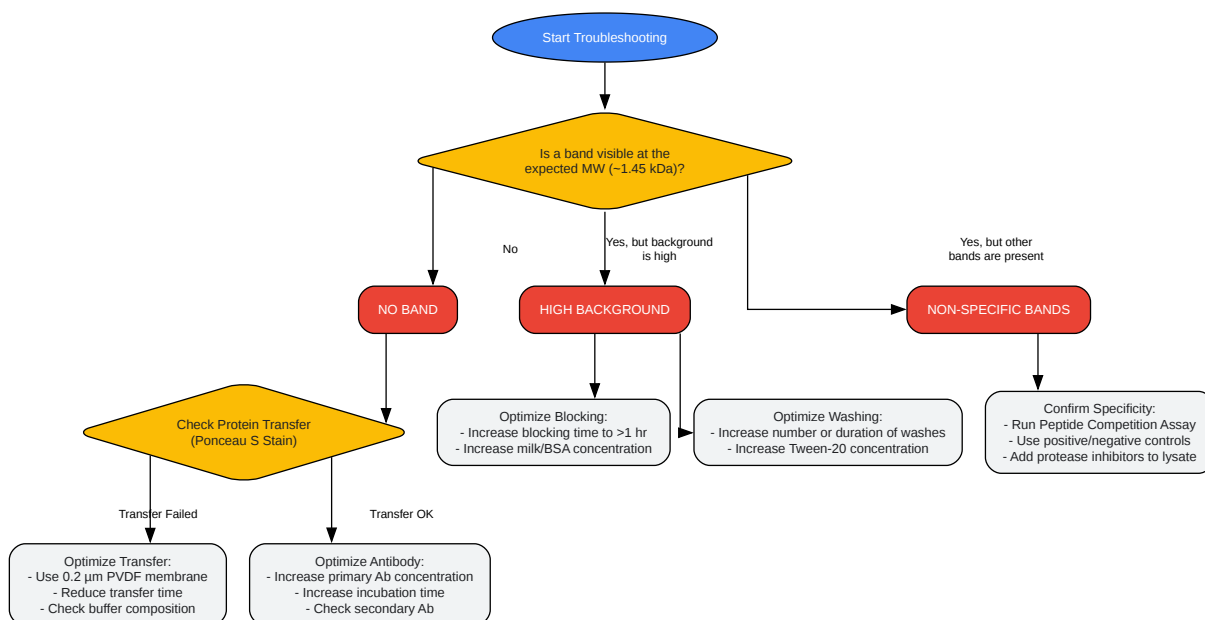 Start Troubleshooting
Is a band visible at the
expected MW (~1.45 kDa)?
No
Yes, but background
is high
Yes, but other
bands are present
NO BAND
HIGH BACKGROUND
NON-SPECIFIC BANDS
Check Protein Transfer
(Ponceau S Stain)
Optimize Blocking:
- Increase blocking time to >1 hr
- Increase milk/BSA concentration
Optimize Washing:
- Increase number or duration of washes
- Increase Tween-20 concentration
Confirm Specificity:
- Run Peptide Competition Assay
- Use positive/negative controls
- Add protease inhibitors to lysate
Transfer Failed
Transfer OK
Optimize Transfer:
- Use 0.2 µm PVDF membrane
- Reduce transfer time
- Check buffer composition
Optimize Antibody:
- Increase primary Ab concentration
- Increase incubation time
- Check secondary Ab